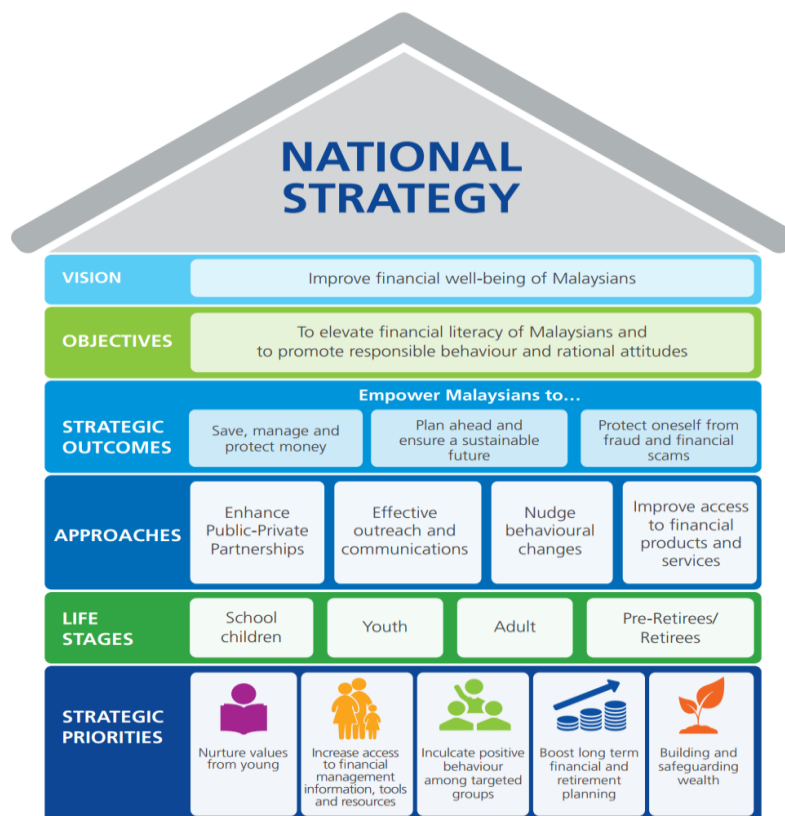 NATIONAL
STRATEGY
VISION
Improve financial well-being of Malaysians
OBJECTIVES
To elevate financial literacy of Malaysians and
to promote responsible behaviour and rational attitudes
Empower Malaysians to...
STRATEGIC
OUTCOMES
Save, manage and
protect money
Plan ahead and
ensure a sustainable
future
Protect oneself from
fraud and financial
scams
APPROACHES
Enhance
Public-Private
Partnerships
Effective
outreach and
communications
Nudge
behavioural
changes
Improve access
to financial
products and
services
LIFE
STAGES
School
children
Youth
Adult
Pre-Retirees/
Retirees
STRATEGIC
PRIORITIES
Nurture values
from young
Increase access
to financial
management
information, tools
and resources
Inculcate positive
behaviour
among targeted
groups
Boost long term
financial and
retirement
planning
Building and
safeguarding
wealth